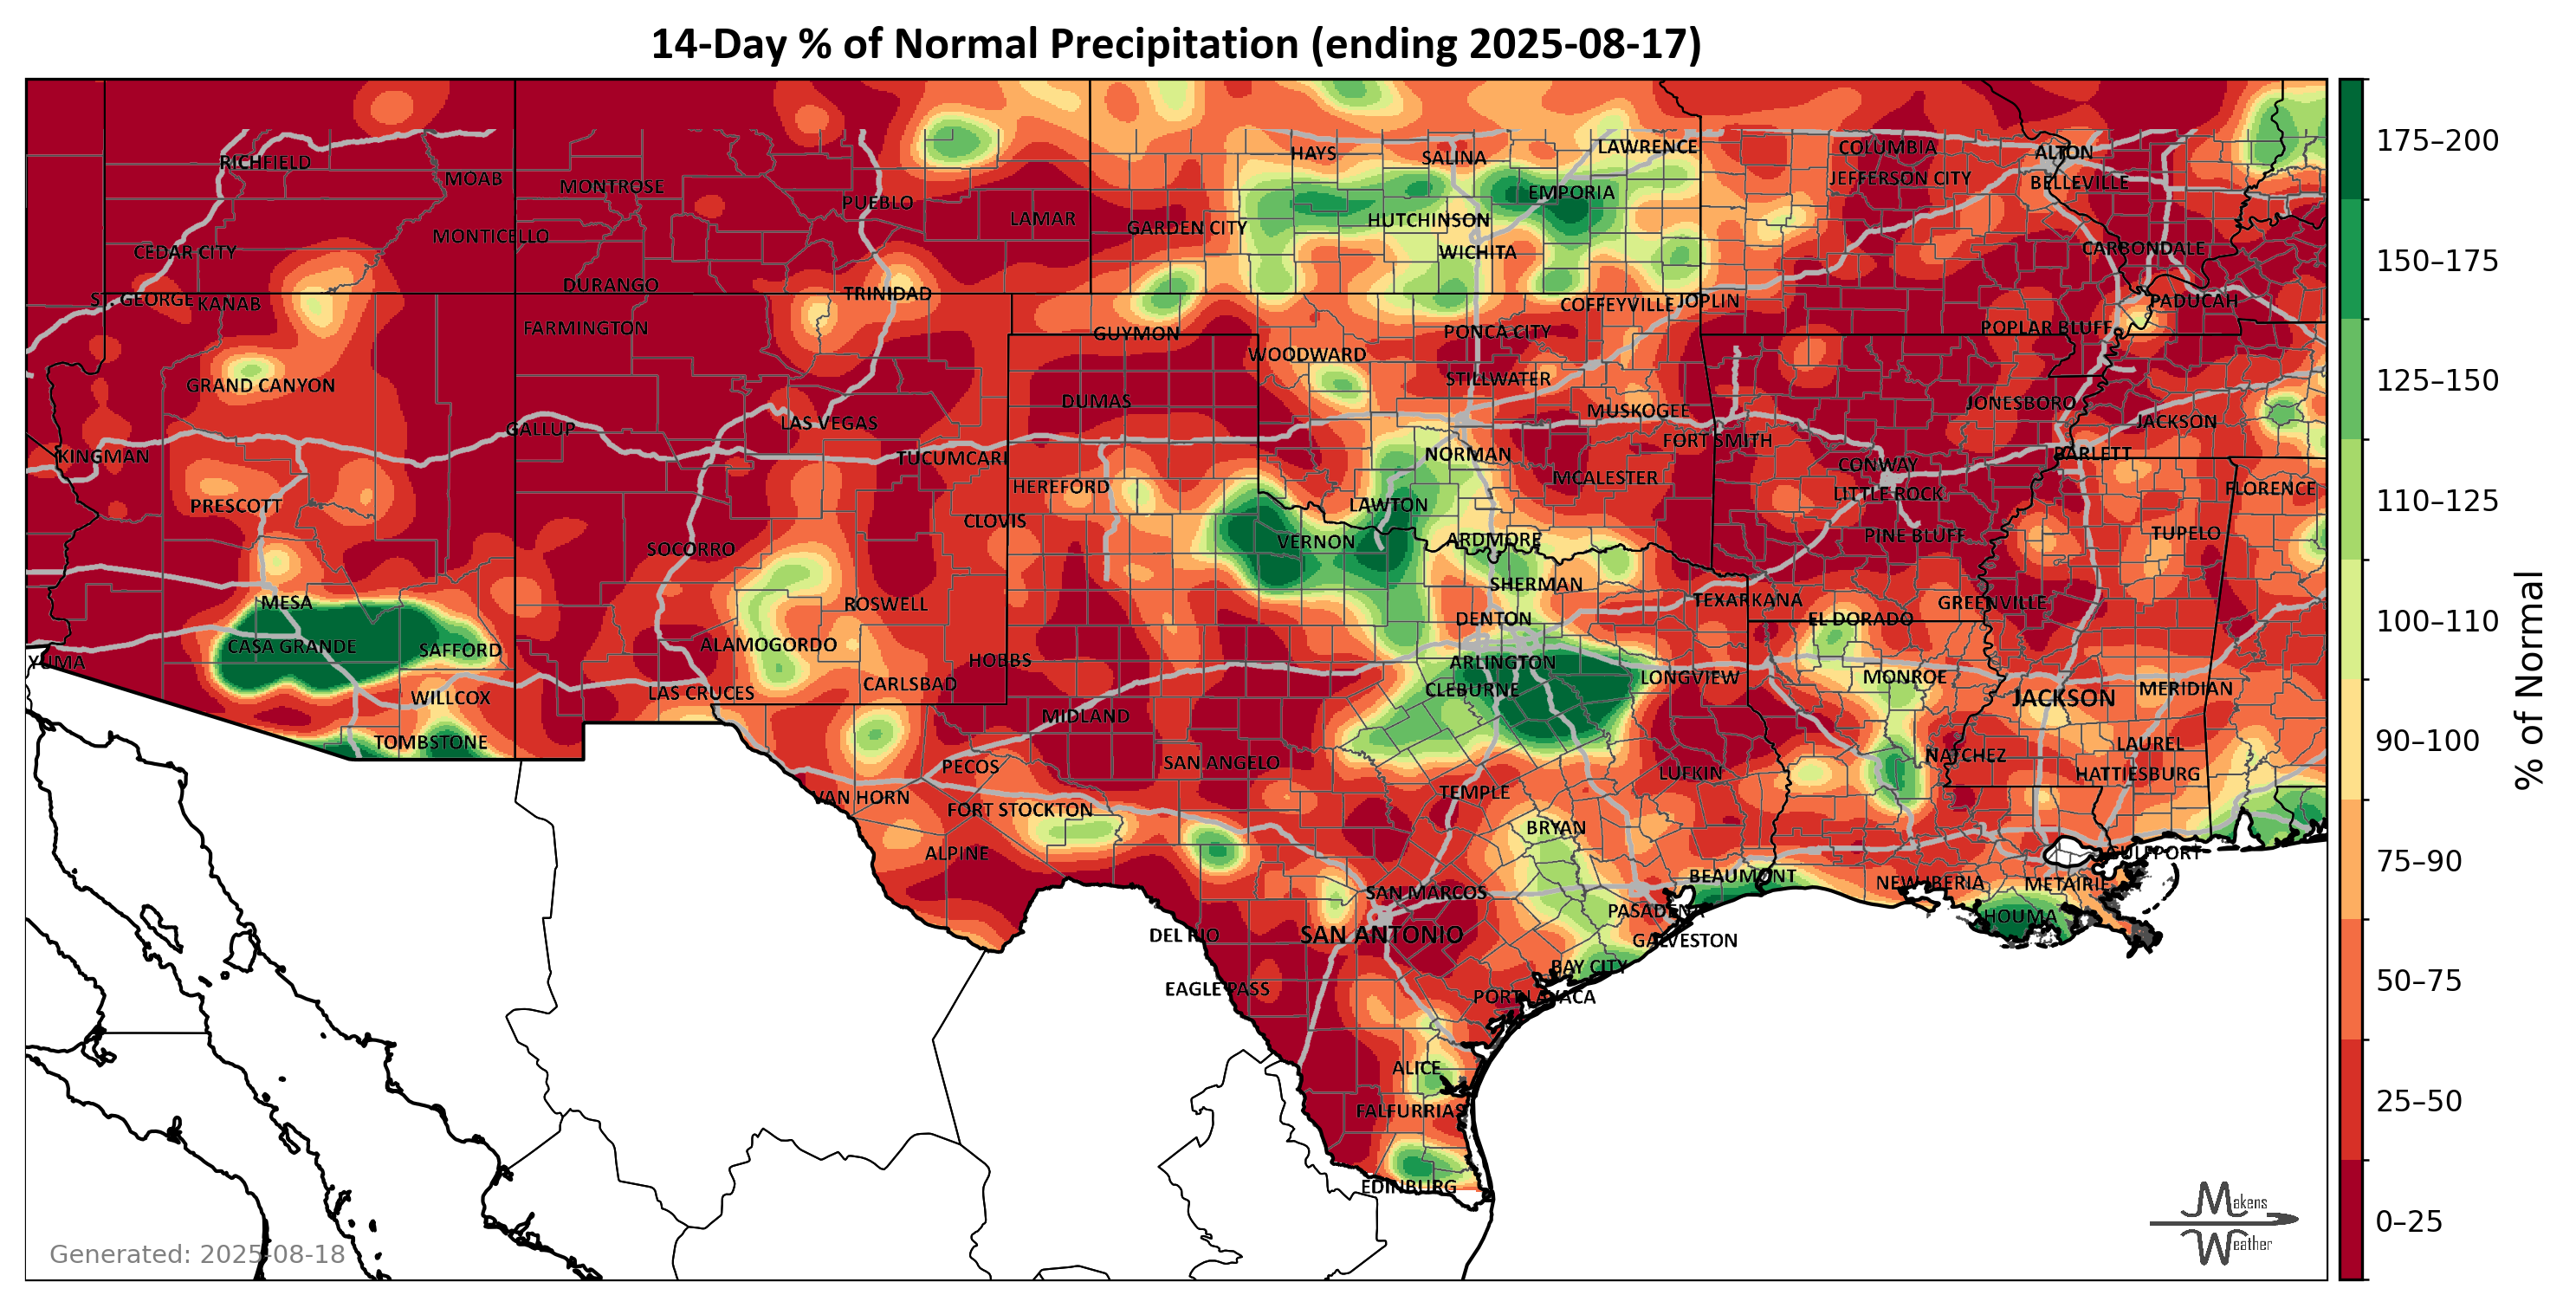 14-Day % of Normal Precipitation (ending 2025-08-17)
RICHFIELD
MOAB
MONTROSE
PUEBLO
LAMAR
HAYS
SALINA
LAWRENCE
COLUMBIA
ALTON
JEFFERSON CITY
BELLEVILLE
EMPORIA
HUTCHINSON
GARDEN CITY
MONTICELLO
CEDAR CITY
WICHITA
CARBONDALE
DURANGO
TRINIDAD
ST. GEORGE
KANAB
COFFEYVILLE
JOPLIN
PADUCAH
FARMINGTON
GUYMON
PONCA CITY
POPLAR BLUFF
WOODWARD
GRAND CANYON
STILLWATER
DUMAS
MUSKOGEE
JONESBORO
JACKSON
LAS VEGAS
GALLUP
FORT SMITH
KINGMAN
TUCUMCARI
NORMAN
CONWAY
BARLETT
MCALESTER
HEREFORD
LITTLE ROCK
FLORENCE
PRESCOTT
LAWTON
CLOVIS
TUPELO
PINE BLUFF
SOCORRO
VERNON
ARDMORE
SHERMAN
MESA
ROSWELL
TEXARKANA
GREENVILLE
DENTON
EL DORADO
CASA GRANDE
SAFFORD
ALAMOGORDO
YUMA
HOBBS
ARLINGTON
LONGVIEW
MONROE
CLEBURNE
CARLSBAD
LAS CRUCES
WILLCOX
JACKSON
MERIDIAN
MIDLAND
TOMBSTONE
LAUREL
NATCHEZ
PECOS
SAN ANGELO
LUFKIN
HATTIESBURG
VAN HORN
TEMPLE
FORT STOCKTON
BRYAN
ALPINE
GULFPORT
BEAUMONT
NEW IBERIA
METAIRIE
SAN MARCOS
PASADENA
HOUMA
DEL RIO
SAN ANTONIO
GALVESTON
BAY CITY
EAGLE PASS
PORT LAVACA
ALICE
FALFURRIAS
EDINBURG
Generated: 2025-08-18
Makens
Weather
175–200
150–175
125–150
110–125
100–110
90–100
75–90
50–75
25–50
0–25
% of Normal